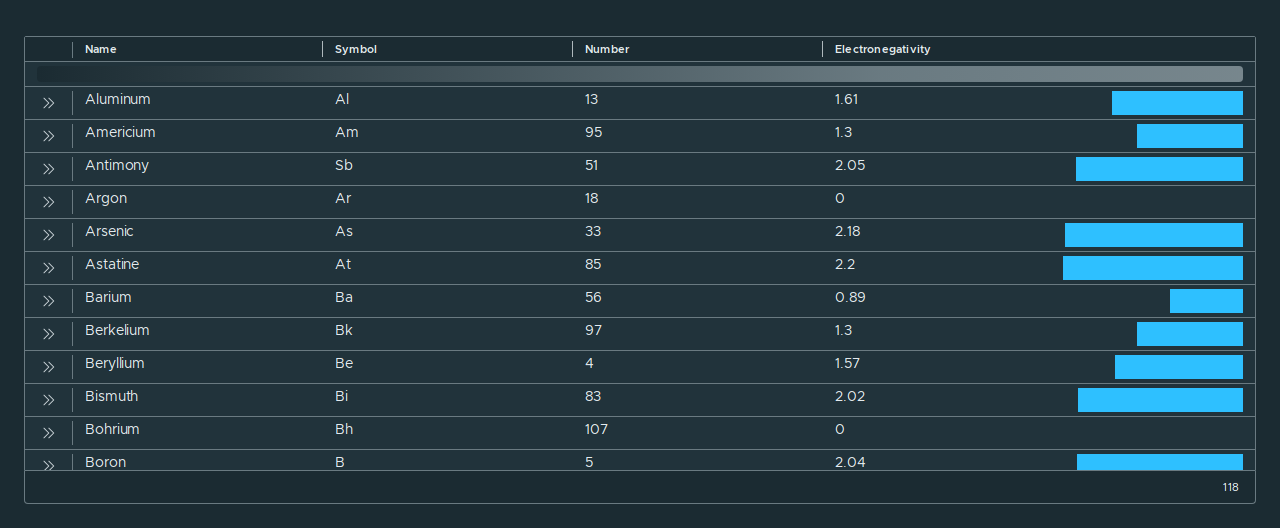 Name Symbol Number Electronegativity
Aluminum Al 13 1.61
Americium Am 95 1.3
Antimony Sb 51 2.05
Argon Ar 18 0
Arsenic As 33 2.18
Astatine At 85 2.2
Barium Ba 56 0.89
Berkelium Bk 97 1.3
Beryllium Be 4 1.57
Bismuth Bi 83 2.02
Bohrium Bh 107 0
Boron B 5 2.04
118